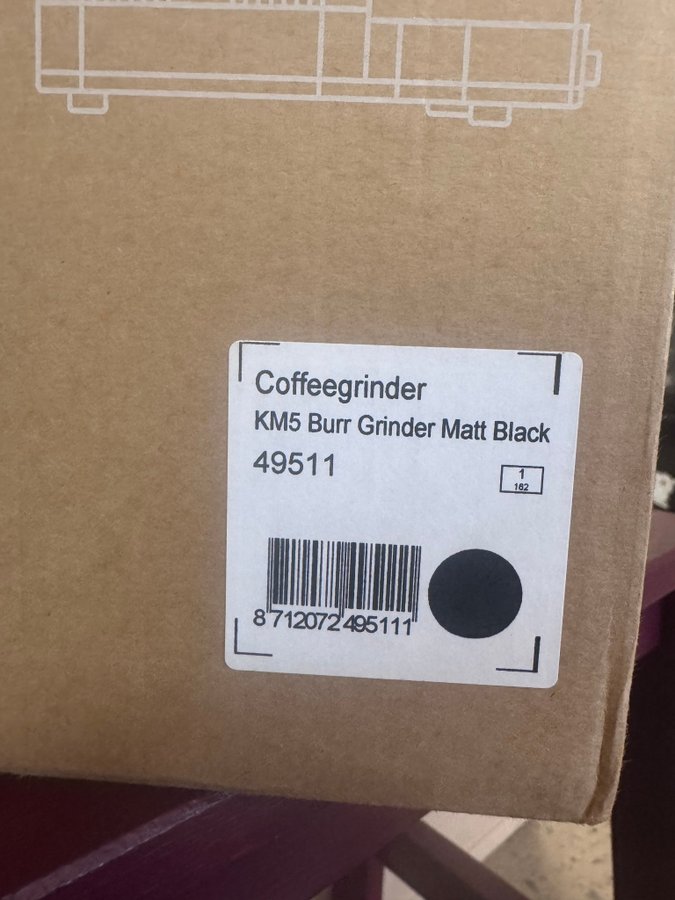 Coffeegrinder
KM5 Burr Grinder Matt Black
49511
1
162
8 712072 495111